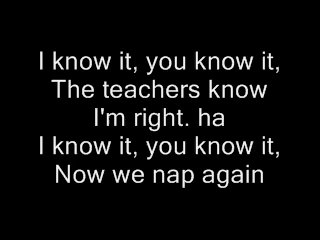 I know it, you know it,
The teachers know
I'm right. ha
I know it, you know it,
Now we nap again